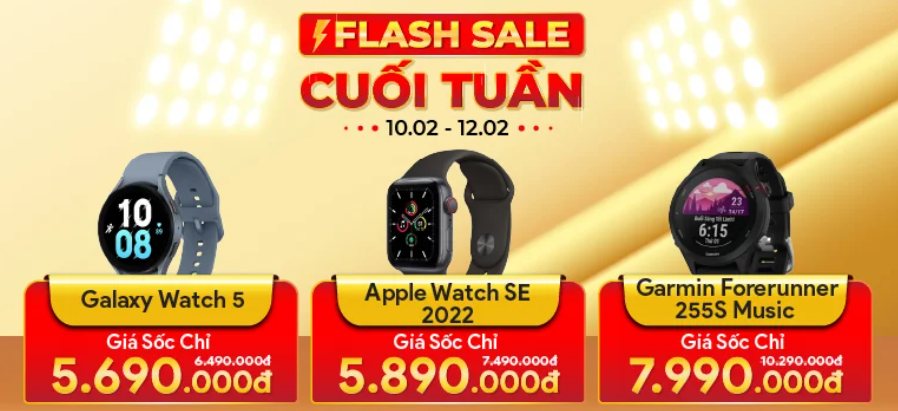 FLASH SALE
CUỐI TUẦN
10.02 - 12.02
10
08
23
6:15
Galaxy Watch 5
Giá Sốc Chỉ
6.490.000đ
5.690.000đ
Apple Watch SE
2022
Giá Sốc Chỉ
7.490.000đ
5.890.000đ
Garmin Forerunner
255S Music
Giá Sốc Chỉ
10.290.000đ
7.990.000đ